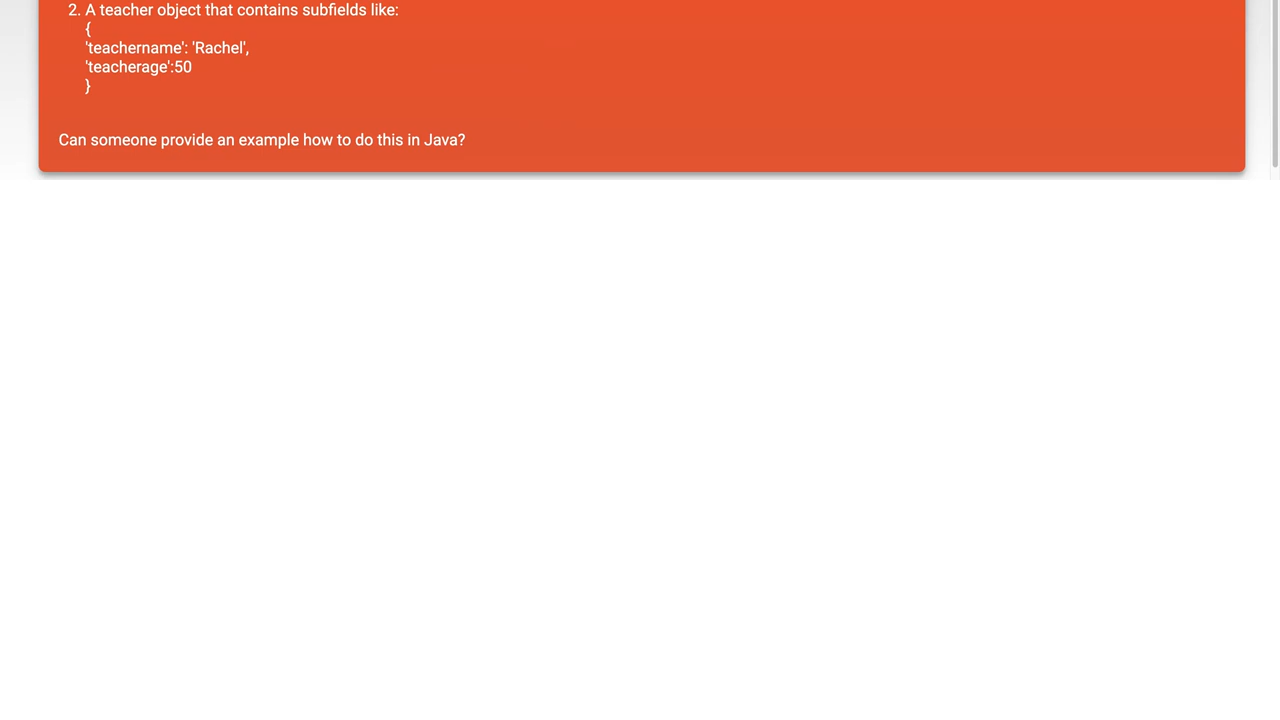 2. A teacher object that contains subfields like:
{
'teachername': 'Rachel',
'teacherage':50
}
Can someone provide an example how to do this in Java?